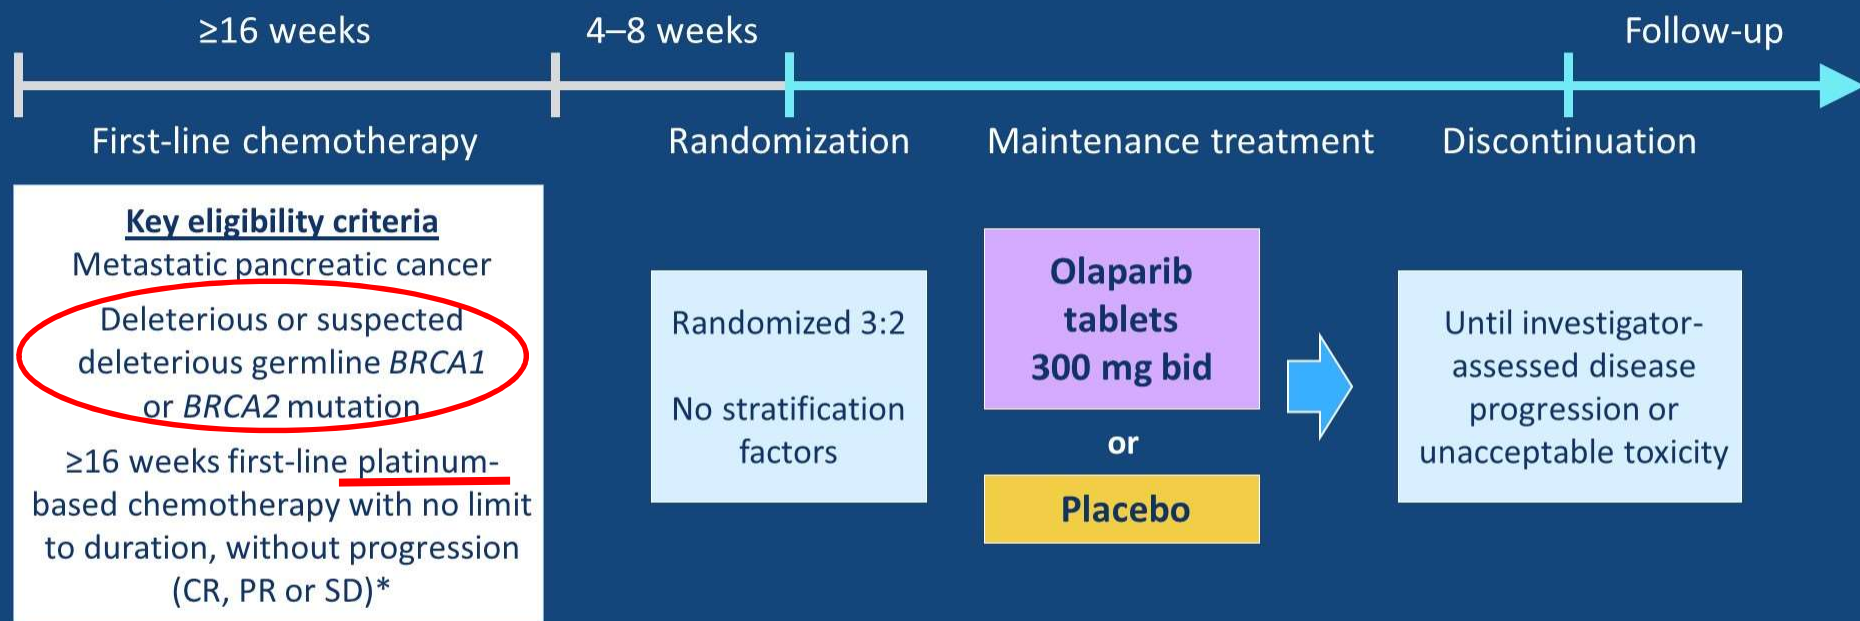 ≥16 weeks
4–8 weeks
Follow-up
First-line chemotherapy
Randomization
Maintenance treatment
Discontinuation
Key eligibility criteria
Metastatic pancreatic cancer
Deleterious or suspected
deleterious germline BRCA1
or BRCA2 mutation
≥16 weeks first-line platinum-
based chemotherapy with no limit
to duration, without progression
(CR, PR or SD)*
Randomized 3:2
No stratification
factors
Olaparib
tablets
300 mg bid
or
Placebo
Until investigator-
assessed disease
progression or
unacceptable toxicity